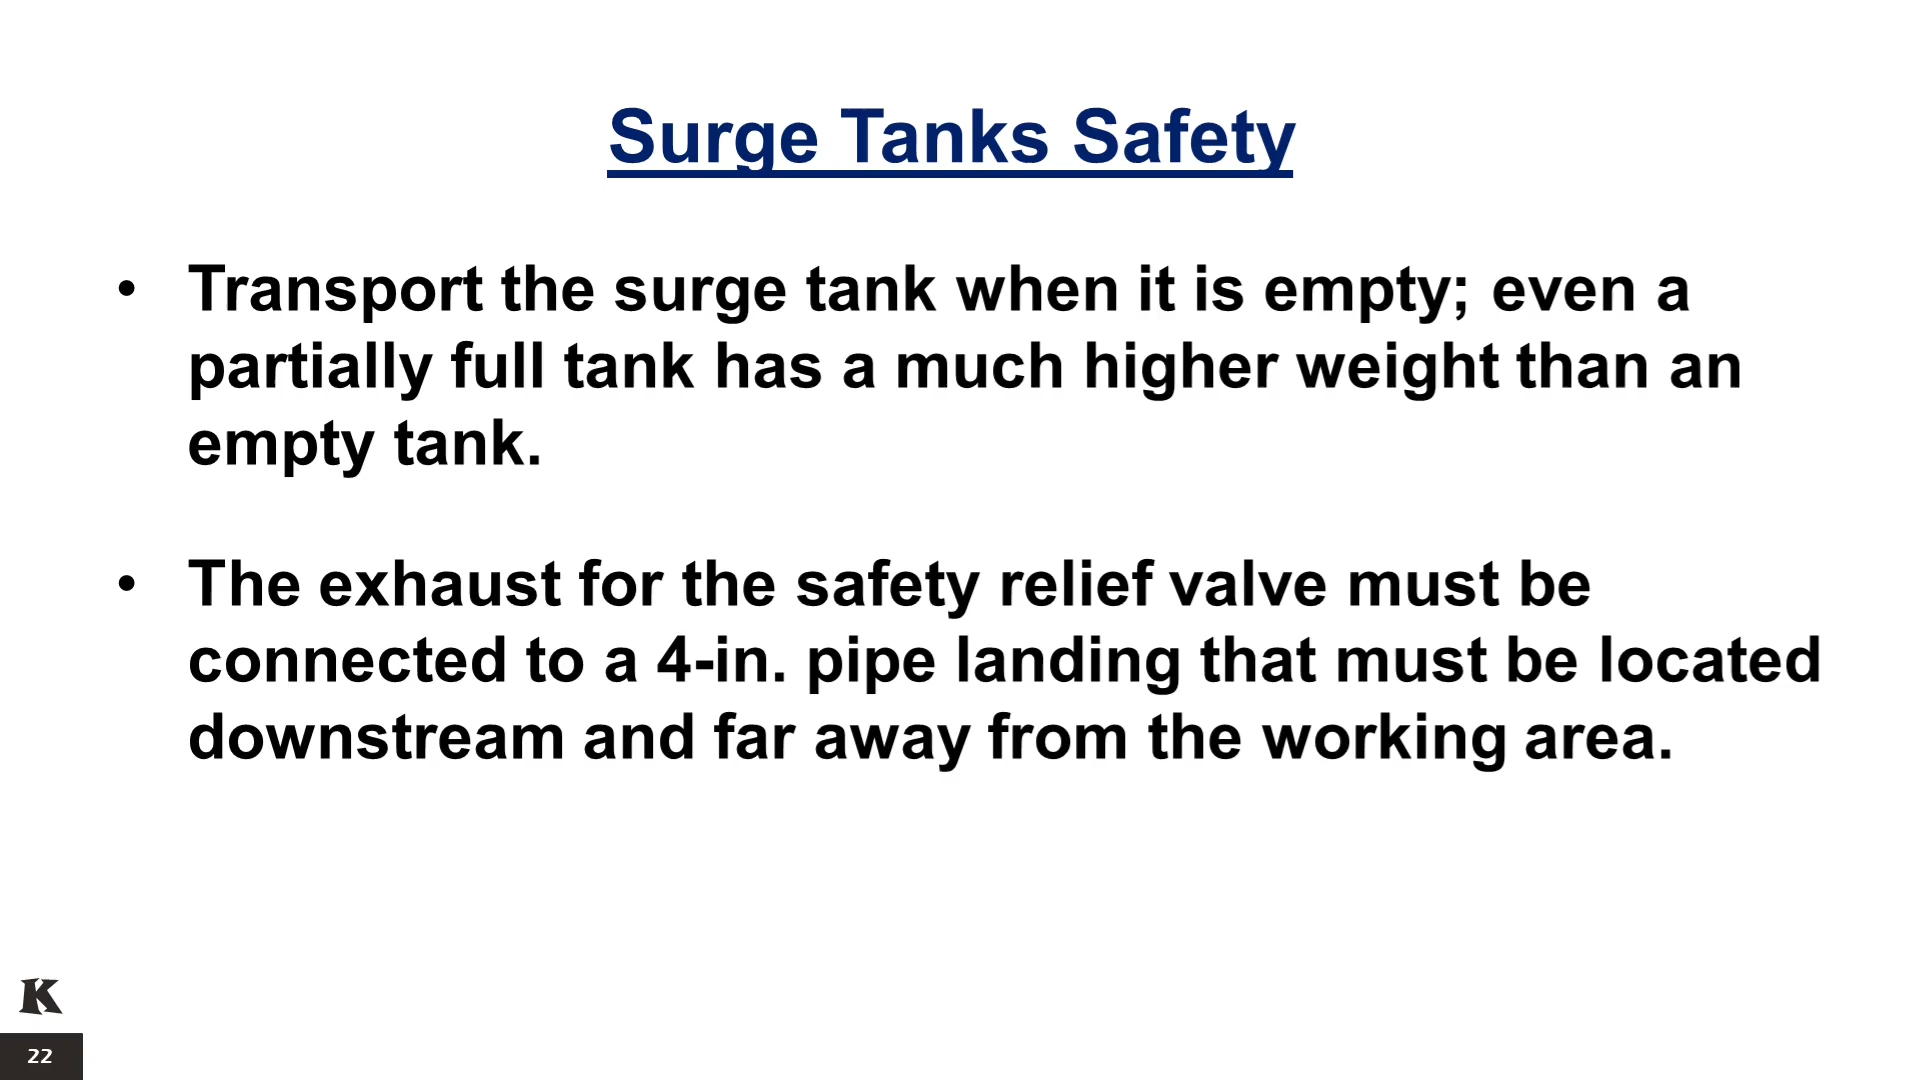 Surge Tanks Safety
• Transport the surge tank when it is empty; even a
partially full tank has a much higher weight than an
empty tank.
• The exhaust for the safety relief valve must be
connected to a 4-in. pipe landing that must be located
downstream and far away from the working area.
K
22